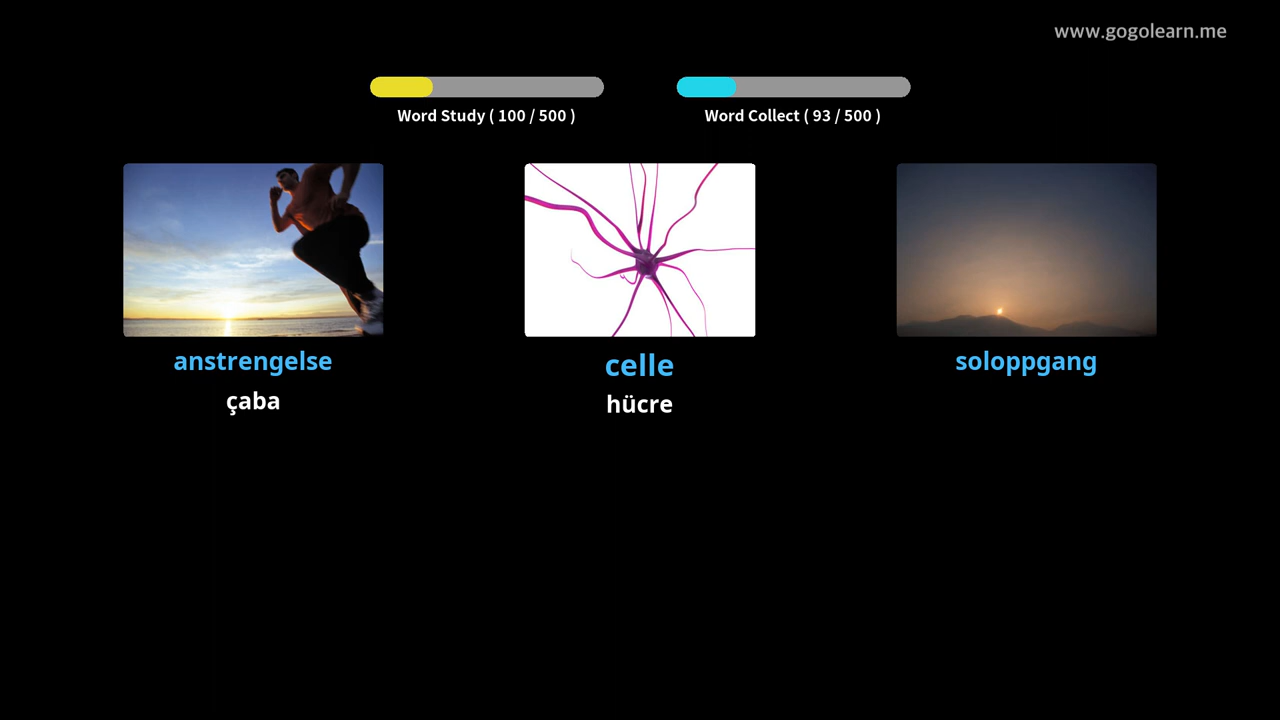 www.gogolearn.me
Word Study ( 100 / 500 )
Word Collect ( 93 / 500 )
anstrengelse
çaba
celle
hücre
soloppgang